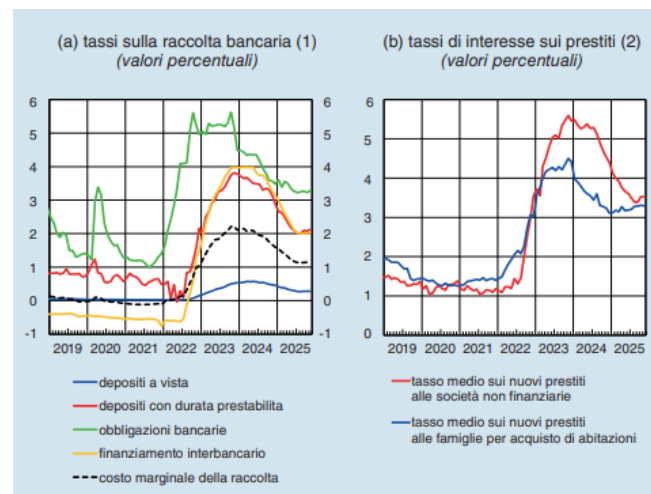 (a) tassi sulla raccolta bancaria (1)
(valori percentuali)
6 6
5 5
4 4
3 3
2 2
1 1
0 0
-1 -1
2019 2020 2021 2022 2023 2024 2025
depositi a vista
depositi con durata prestabilita
obbligazioni bancarie
finanziamento interbancario
costo marginale della raccolta
(b) tassi di interesse sui prestiti (2)
(valori percentuali)
6
5
4
3
2
1
0
2019 2020 2021 2022 2023 2024 2025
tasso medio sui nuovi prestiti
alle società non finanziarie
tasso medio sui nuovi prestiti
alle famiglie per acquisto di abitazioni